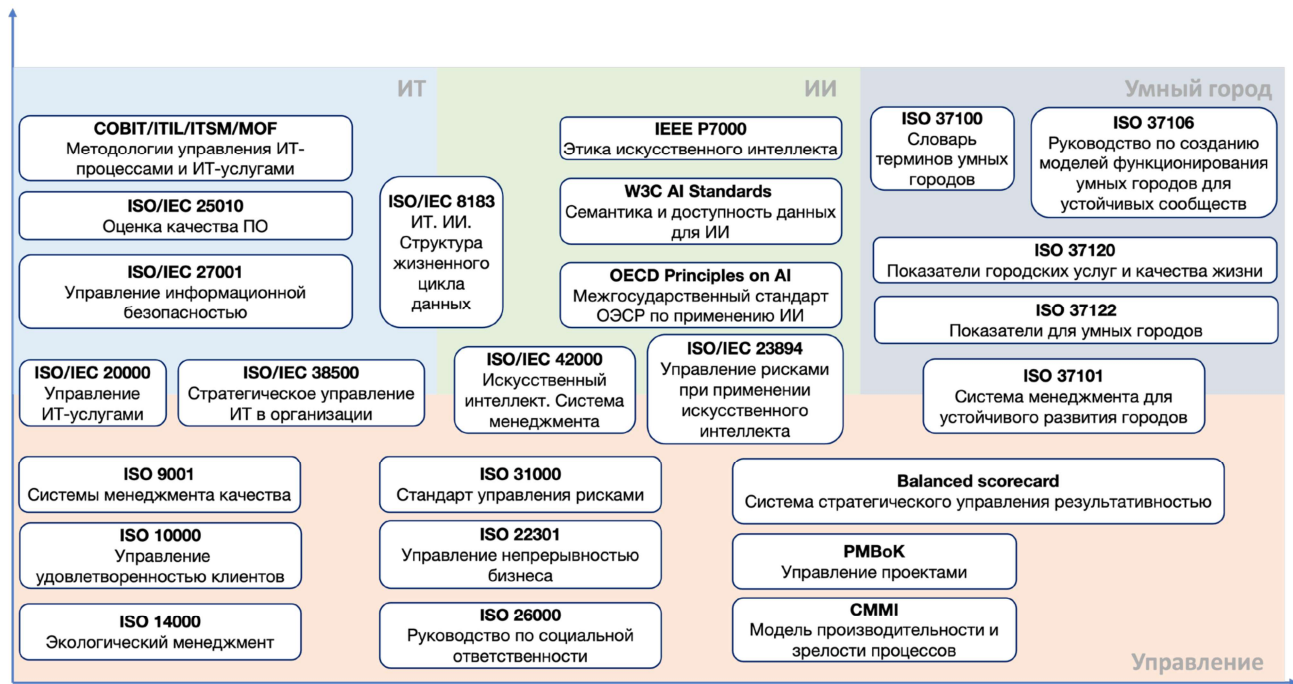 ИТ
COBIT/ITIL/ITSM/MOF
Методологии управления ИТ-
процессами и ИТ-услугами
ISO/IEC 25010
Оценка качества ПО
ISO/IEC 27001
Управление информационной
безопасностью
ISO/IEC 8183
ИТ. ИИ.
Структура
жизненного
цикла
данных
ISO/IEC 20000
Управление
ИТ-услугами
ISO/IEC 38500
Стратегическое управление
ИТ в организации
ИИ
IEEE P7000
Этика искусственного интеллекта
W3C AI Standards
Семантика и доступность данных
для ИИ
OECD Principles on AI
Межгосударственный стандарт
ОЭСР по применению ИИ
ISO/IEC 42000
Искусственный
интеллект. Система
менеджмента
ISO/IEC 23894
Управление рисками
при применении
искусственного
интеллекта
Умный город
ISO 37100
Словарь
терминов умных
городов
ISO 37106
Руководство по созданию
моделей функционирования
умных городов для
устойчивых сообществ
ISO 37120
Показатели городских услуг и качества жизни
ISO 37122
Показатели для умных городов
ISO 37101
Система менеджмента для
устойчивого развития городов
ISO 9001
Системы менеджмента качества
ISO 10000
Управление
удовлетворенностью клиентов
ISO 14000
Экологический менеджмент
ISO 31000
Стандарт управления рисками
ISO 22301
Управление непрерывностью
бизнеса
ISO 26000
Руководство по социальной
ответственности
Balanced scorecard
Система стратегического управления результативностью
PMBoK
Управление проектами
CMMI
Модель производительности и
зрелости процессов
Управление